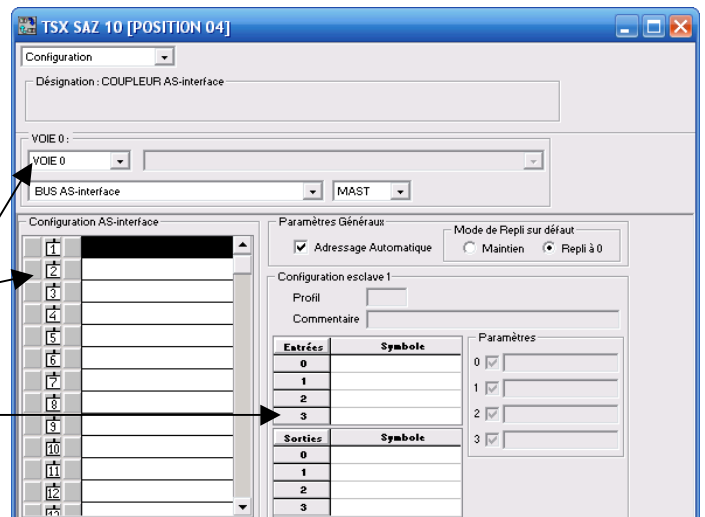 TSX SAZ 10 [POSITION 04]
Configuration
Désignation : COUPLEUR AS-interface
VOIE 0 :
VOIE 0
BUS AS-interface
MAST
Configuration AS-interface
1
2
3
4
5
6
7
8
9
10
11
12
13
Paramètres Généraux
Adressage Automatique
Mode de Repli sur défaut
Maintien
Repli à 0
Configuration esclave 1
Profil
Commentaire
Entrées Symbole
0
1
2
3
Sorties Symbole
0
1
2
3
Paramètres
0
1
2
3